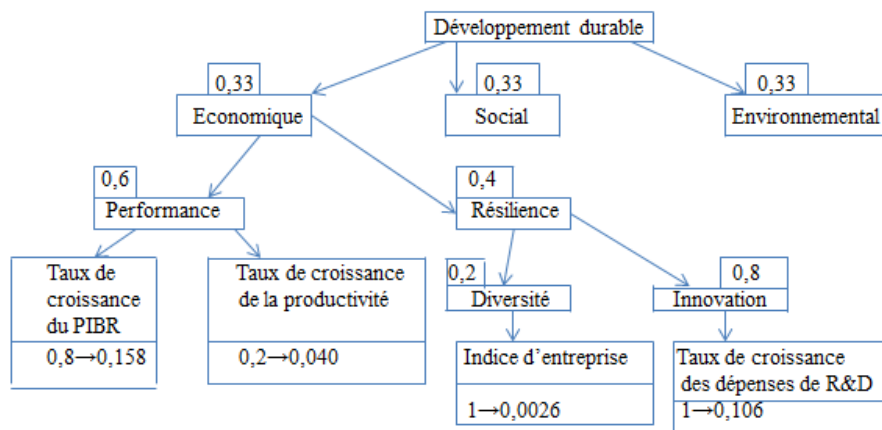 Développement durable
0,33
0,33
0,33
Economique
Social
Environnemental
0,6
0,4
Performance
Résilience
Taux de
croissance
du PIBR
0,8→0,158
Taux de croissance
de la productivité
0,2→0,040
0,2
Diversité
0,8
Innovation
Indice d’entreprise
1→0,0026
Taux de croissance
des dépenses de R&D
1→0,106